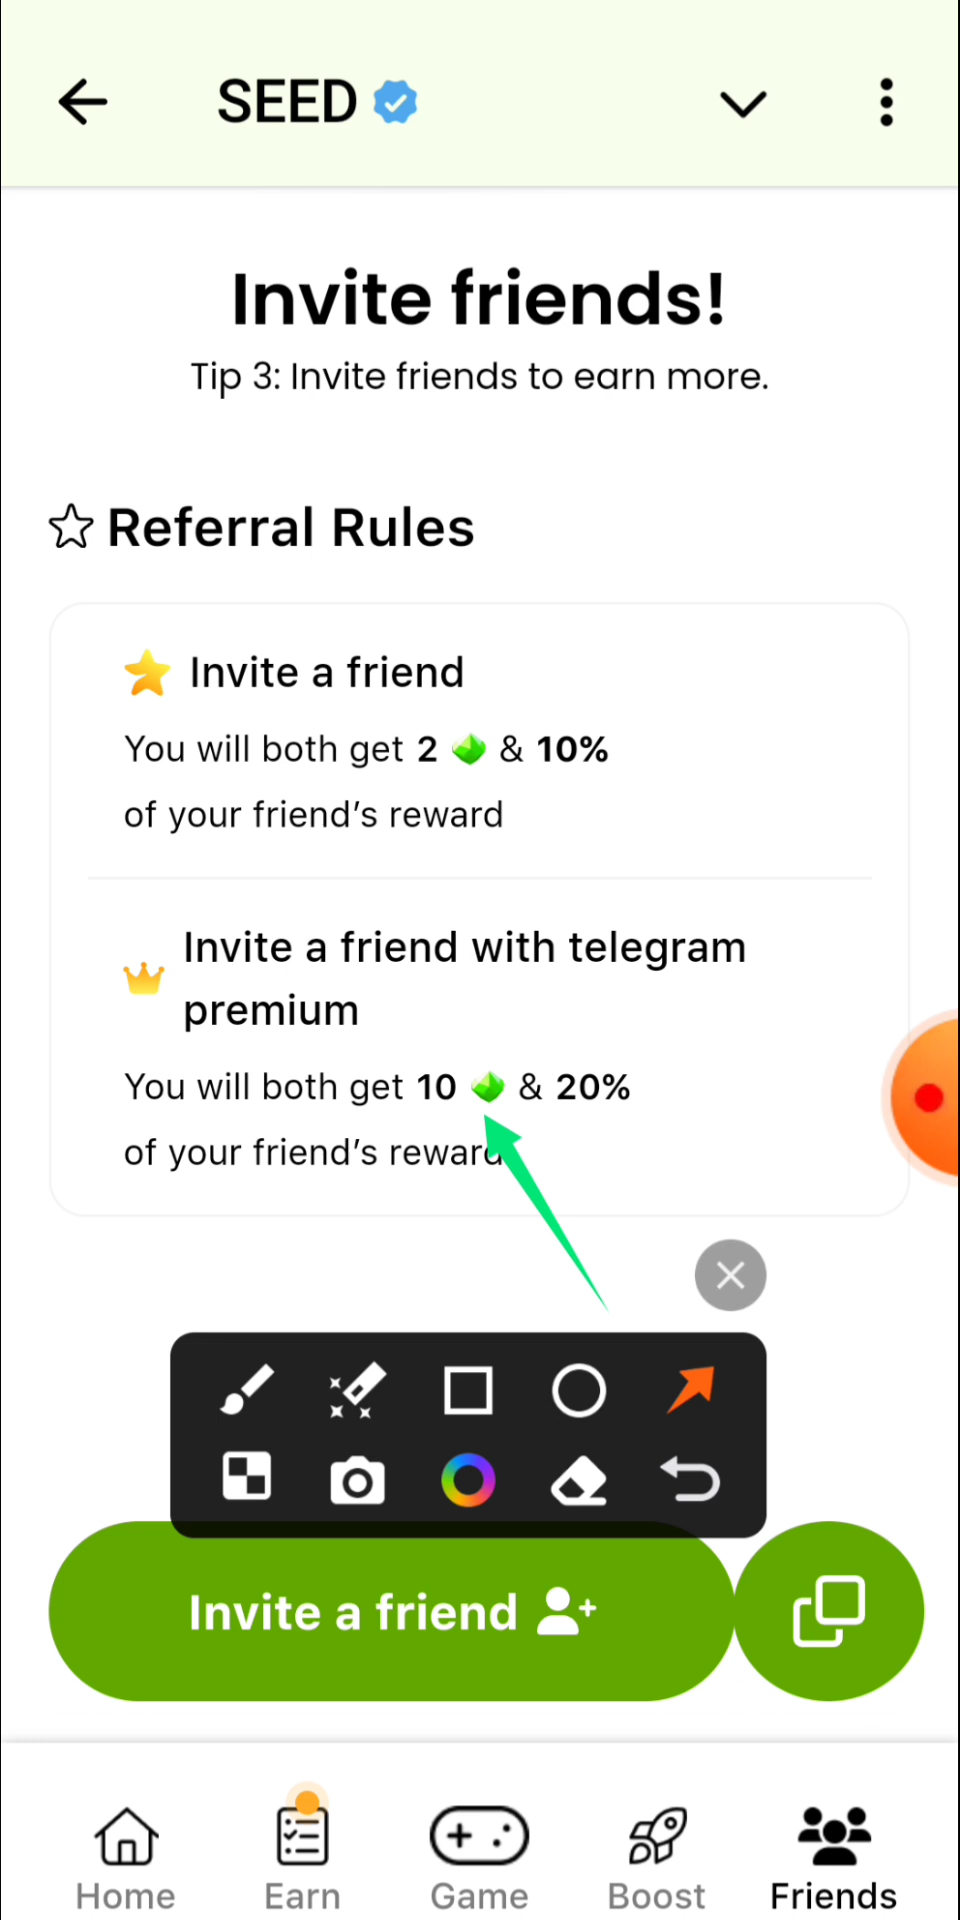 SEED
Invite friends!
Tip 3: Invite friends to earn more.
Referral Rules
Invite a friend
You will both get 2 & 10%
of your friend’s reward
Invite a friend with telegram
premium
You will both get 10 & 20%
of your friend’s reward
Invite a friend
Home Earn Game Boost Friends